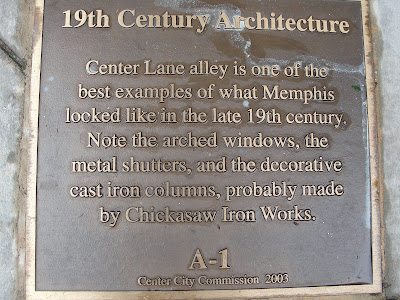 19th Century Architecture
Center Lane alley is one of the
best examples of what Memphis
locked like in the late 19th century.
Note the arched windows, the
metal shutters, and the decorative
cast iron columns, probably made
by Chickasaw Iron Works.
A-1
Center City Commission 2003